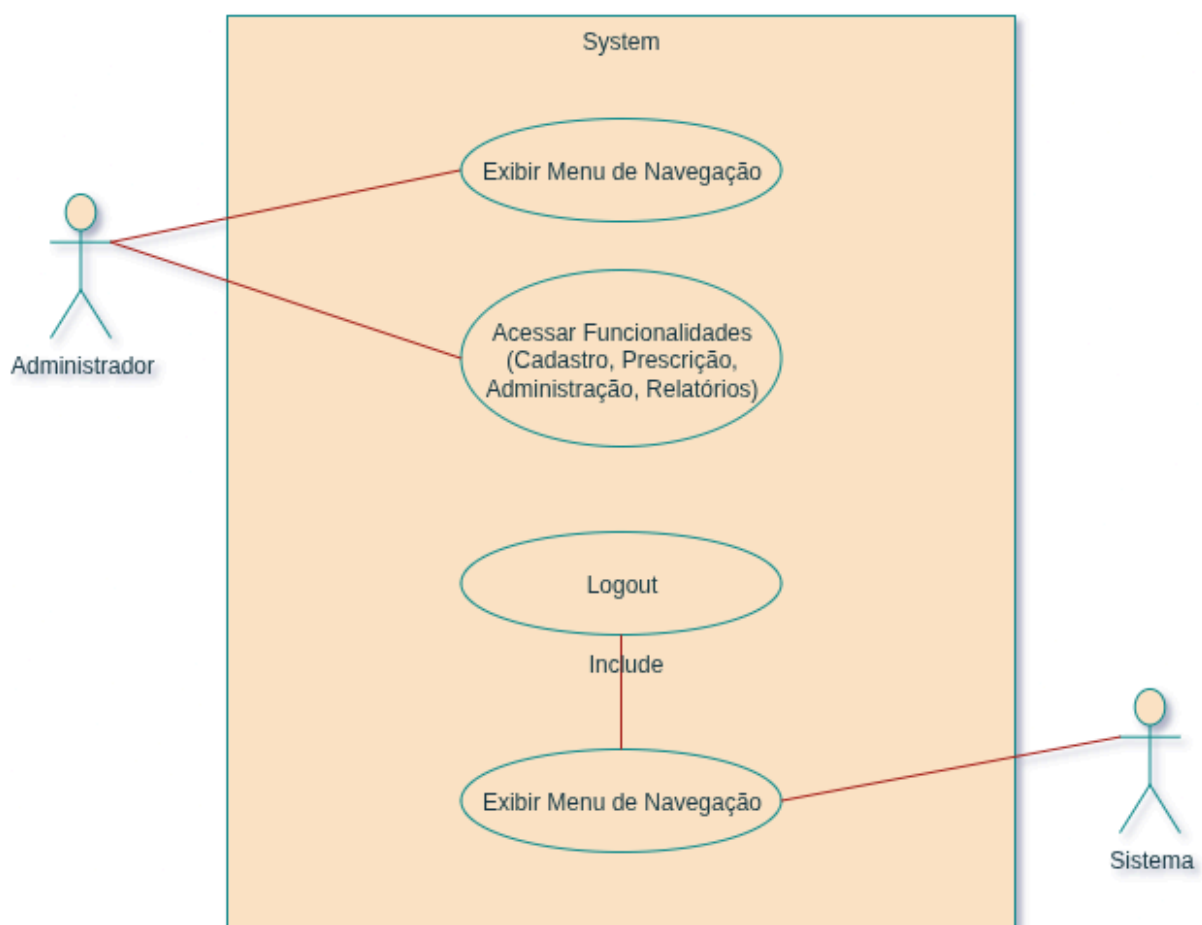 System
Exibir Menu de Navegação
Acessar Funcionalidades
(Cadastro, Prescrição,
Administração, Relatórios)
Administrador
Logout
Include
Exibir Menu de Navegação
Sistema